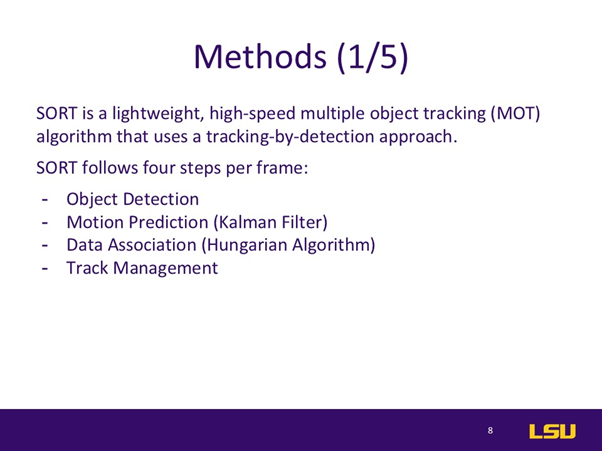 Methods (1/5)
SORT is a lightweight, high-speed multiple object tracking (MOT)
algorithm that uses a tracking-by-detection approach.
SORT follows four steps per frame:
- Object Detection
- Motion Prediction (Kalman Filter)
- Data Association (Hungarian Algorithm)
- Track Management
8
LSU